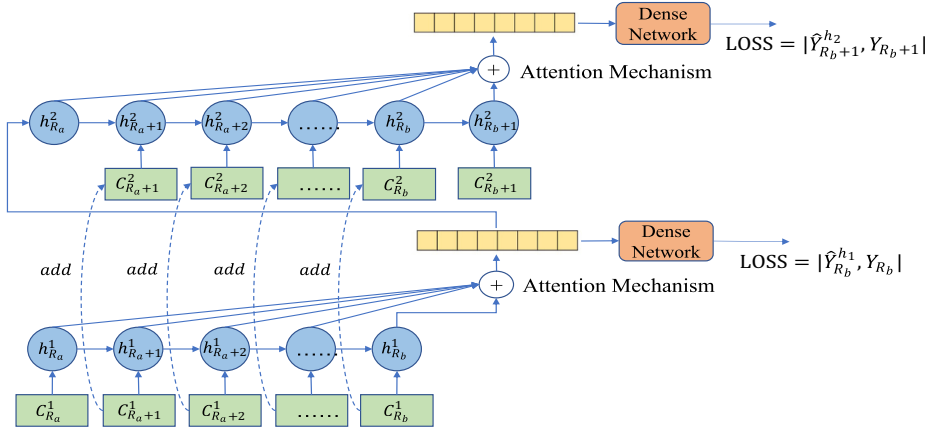 Dense
Network
LOSS = |Ŷ^{h_2}_{R_b+1}, Y_{R_b+1}|
+
Attention Mechanism
h^2_{R_a} h^2_{R_a+1} h^2_{R_a+2} ...... h^2_{R_b} h^2_{R_b+1}
C^2_{R_a+1} C^2_{R_a+2} ...... C^2_{R_b} C^2_{R_b+1}
Dense
Network
LOSS = |Ŷ^{h_1}_{R_b}, Y_{R_b}|
add add add add
+
Attention Mechanism
h^1_{R_a} h^1_{R_a+1} h^1_{R_a+2} ...... h^1_{R_b}
C^1_{R_a} C^1_{R_a+1} C^1_{R_a+2} ...... C^1_{R_b}